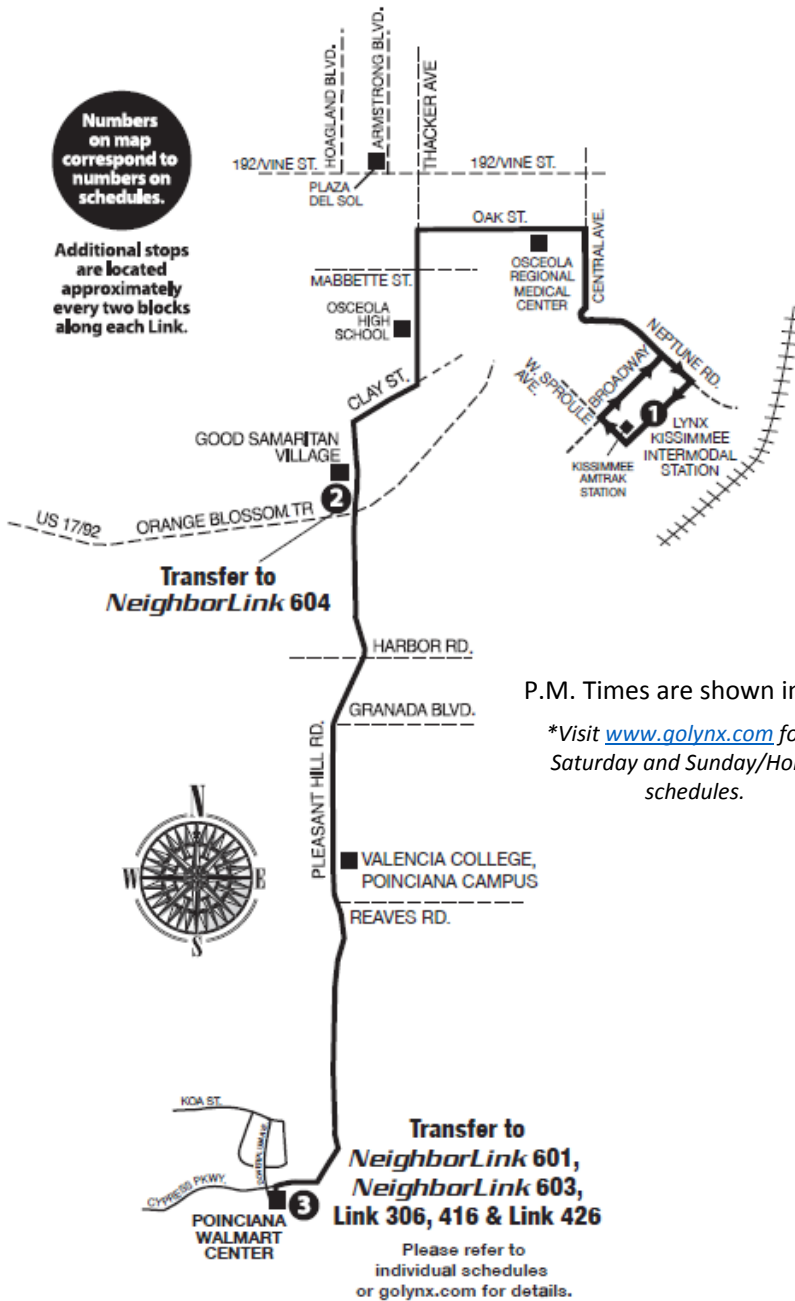 Numbers
on map
correspond to
numbers on
schedules.
Additional stops
are located
approximately
every two blocks
along each Link.
HOAGLAND BLVD.
ARMSTRONG BLVD.
THACKER AVE
192/VINE ST.
192/VINE ST.
PLAZA
DEL SOL
OAK ST.
CENTRAL AVE.
OSCEOLA
REGIONAL
MEDICAL
CENTER
MABBETTE ST.
OSCEOLA
HIGH
SCHOOL
NEPTUNE RD.
BROADWAY
W. SPROULE
AVE.
CLAY ST.
1
LYNX
KISSIMMEE
INTERMODAL
STATION
KISSIMMEE
AMTRAK
STATION
GOOD SAMARITAN
VILLAGE
2
US 17/92
ORANGE BLOSSOM TR
Transfer to
NeighborLink 604
HARBOR RD.
P.M. Times are shown in
GRANADA BLVD.
*Visit www.golynx.com fo
Saturday and Sunday/Ho
schedules.
PLEASANT HILL RD.
N
W
E
S
VALENCIA COLLEGE,
POINCIANA CAMPUS
REAVES RD.
KOA ST.
CYPRESS PKWY.
3
POINCIANA
WALMART
CENTER
Transfer to
NeighborLink 601,
NeighborLink 603,
Link 306, 416 & Link 426
Please refer to
individual schedules
or golynx.com for details.